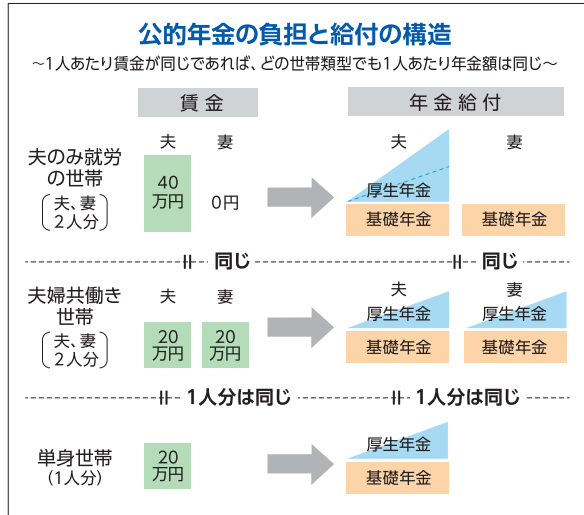 公的年金の負担と給付の構造
～1人あたり賃金が同じであれば、どの世帯類型でも1人あたり年金額は同じ～
賃金
年金給付
夫 妻
夫 妻
夫のみ就労
の世帯
（夫、妻
2人分）
40
万円
0円
厚生年金
基礎年金
基礎年金
॥ 同じ
॥ 同じ
夫婦共働き
世帯
（夫、妻
2人分）
夫 妻
20
万円
20
万円
夫 妻
厚生年金
厚生年金
基礎年金
基礎年金
॥ 1人分は同じ
॥ 1人分は同じ
単身世帯
(1人分)
20
万円
厚生年金
基礎年金